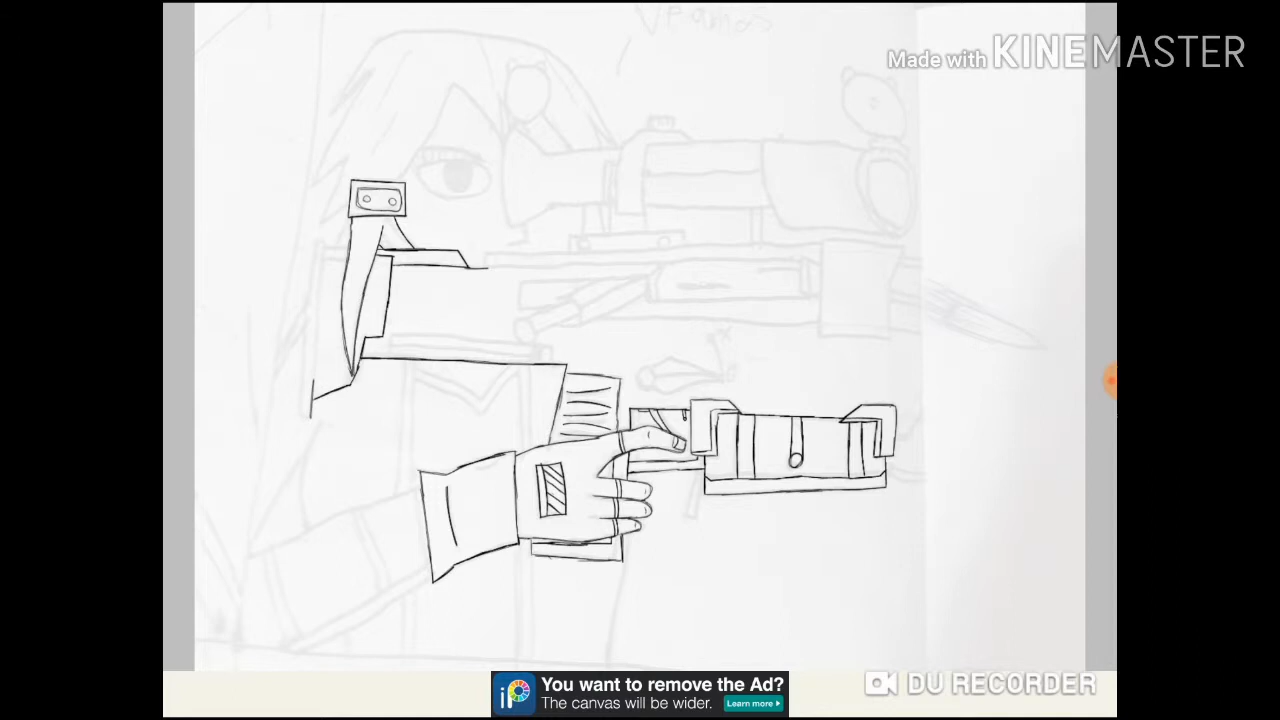 Made with KINEMASTER
You want to remove the Ad?
The canvas will be wider.
Learn more
DU RECORDER